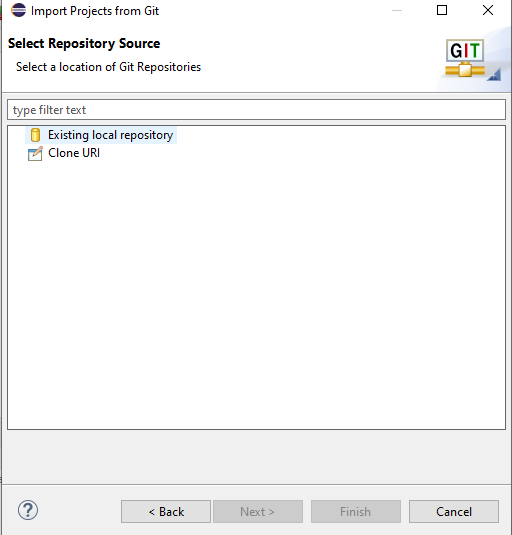 Import Projects from Git
Select Repository Source
Select a location of Git Repositories
GIT
type filter text
Existing local repository
Clone URI
?
< Back
Next >
Finish
Cancel